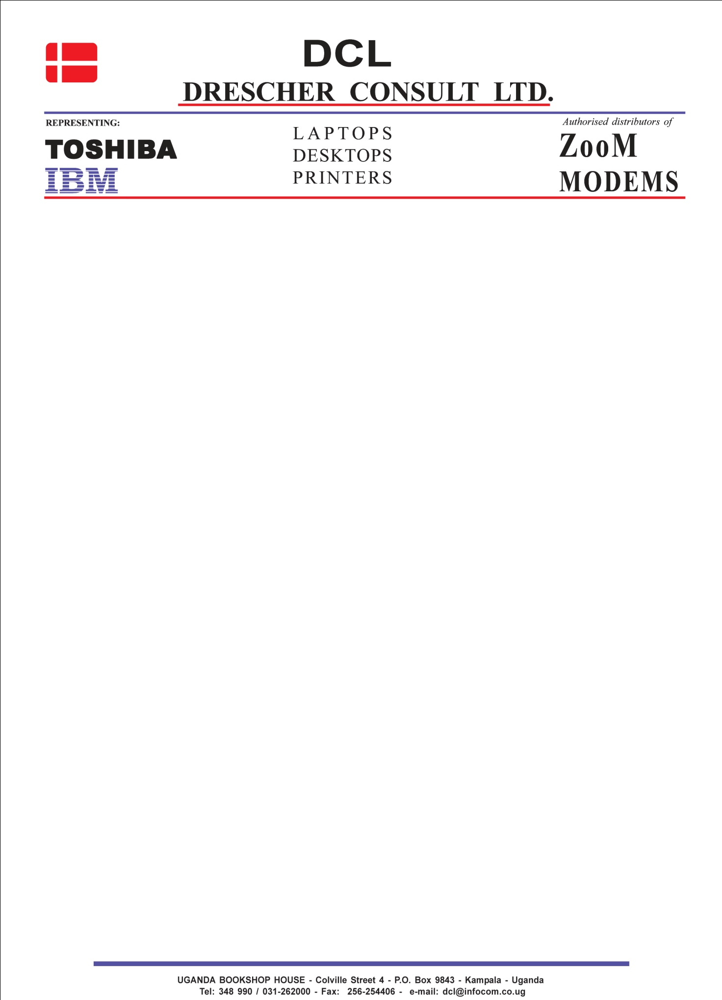 DCL
DRESCHER CONSULT LTD.
REPRESENTING:
TOSHIBA
IBM
LAPTOPS
DESKTOPS
PRINTERS
Authorised distributors of
ZooM
MODEMS
UGANDA BOOKSHOP HOUSE - Colville Street 4 - P.O. Box 9843 - Kampala - Uganda
Tel: 348 990 / 031-262000 - Fax: 256-254406 - e-mail: dcl@infocom.co.ug